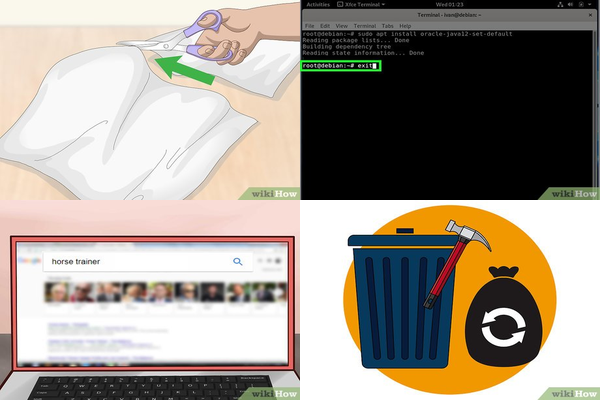 wikiHow
Activities Xfce Terminal Wed 01:23
Terminal - ivan@debian: ~
File Edit View Terminal Tabs Help
root@debian:~# sudo apt install oracle-java12-set-default
Reading package lists... Done
Building dependency tree
Reading state information... Done
root@debian:~# exit
wikiHow
Google
horse trainer
wikiHow
wikiHow